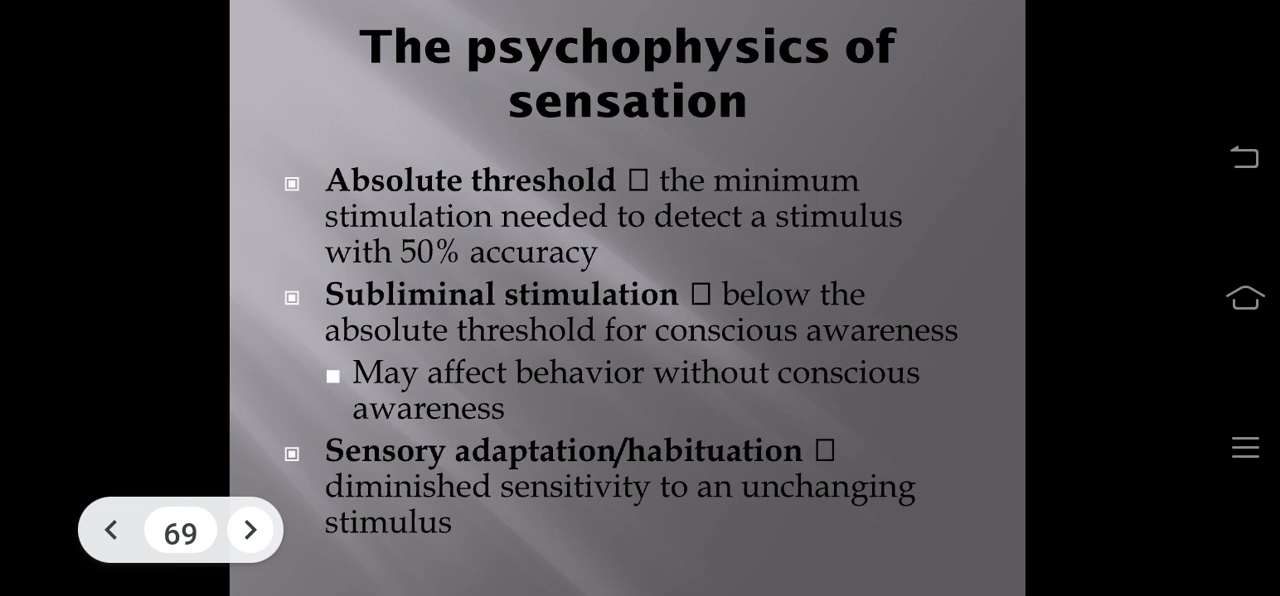 The psychophysics of
sensation
Absolute threshold □ the minimum
stimulation needed to detect a stimulus
with 50% accuracy
Subliminal stimulation □ below the
absolute threshold for conscious awareness
May affect behavior without conscious
awareness
Sensory adaptation/habituation □
diminished sensitivity to an unchanging
stimulus
69